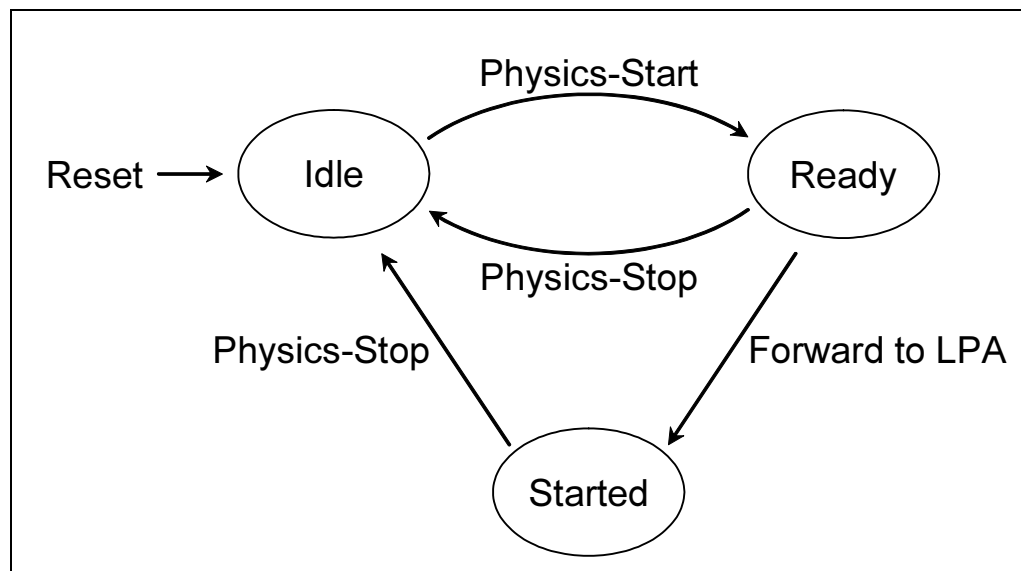 Physics-Start
Reset
Idle
Ready
Physics-Stop
Physics-Stop
Forward to LPA
Started